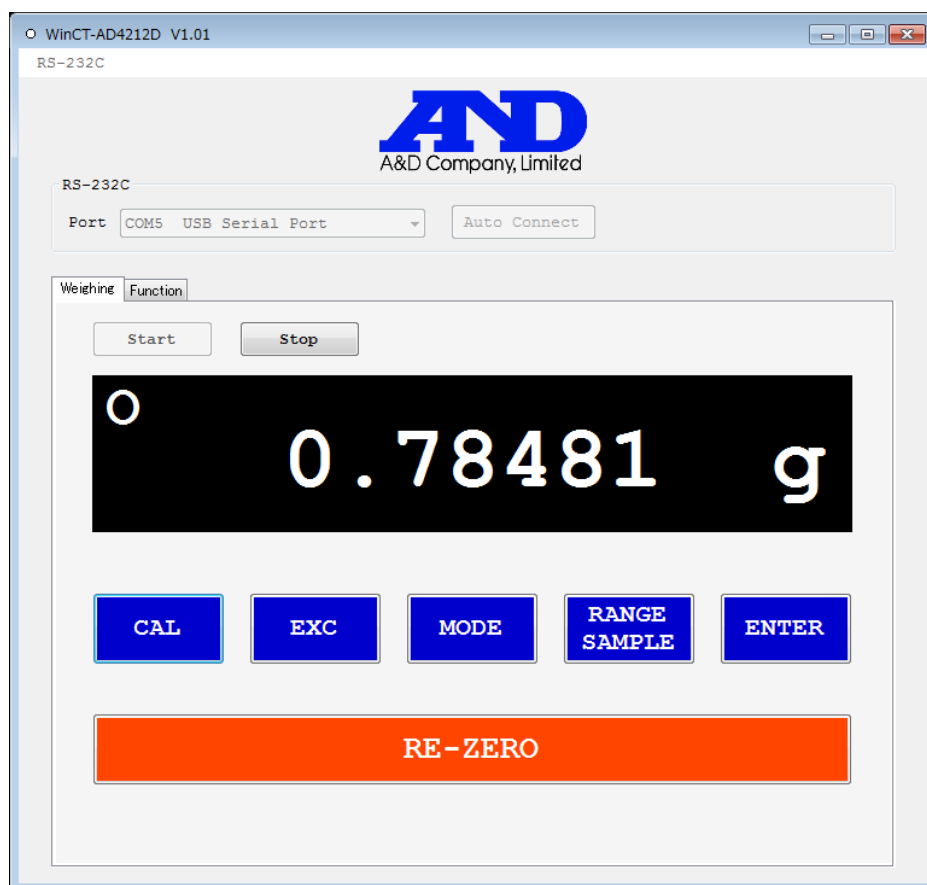 WinCT-AD4212D V1.01
RS-232C
AND
A&D Company, Limited
RS-232C
Port COM5 USB Serial Port Auto Connect
Weighing Function
Start Stop
0.78481 g
CAL EXC MODE RANGE SAMPLE ENTER
RE-ZERO